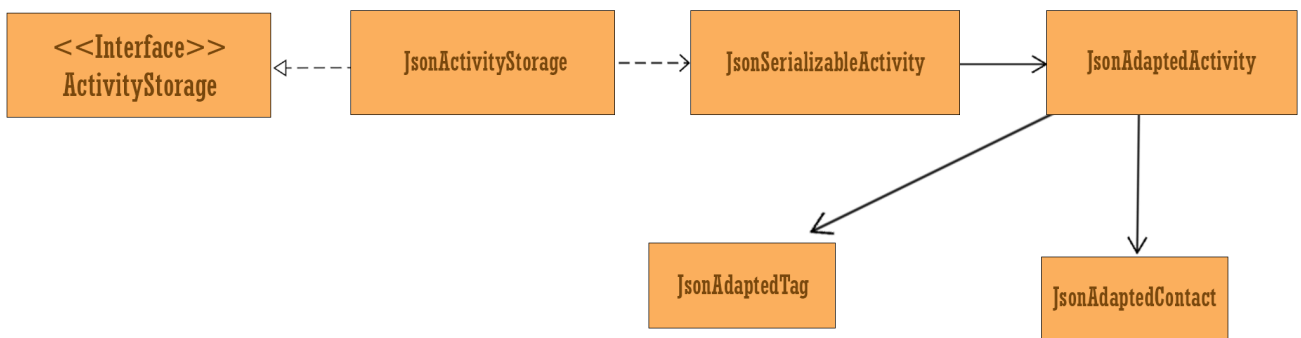 <<Interface>>
ActivityStorage
JsonActivityStorage
JsonSerializableActivity
JsonAdaptedActivity
JsonAdaptedTag
JsonAdaptedContact